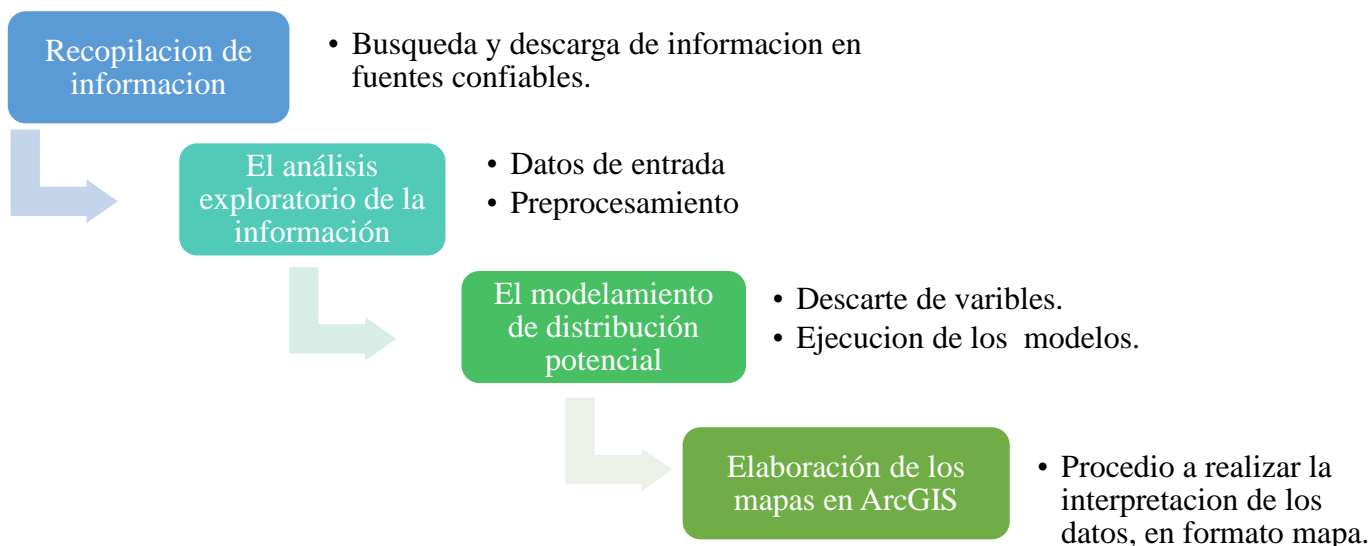 Recopilacion de
informacion
• Busqueda y descarga de informacion en
fuentes confiables.
El análisis
exploratorio de la
información
• Datos de entrada
• Preprocesamiento
El modelamiento
de distribución
potencial
• Descarte de varibles.
• Ejecucion de los modelos.
Elaboración de los
mapas en ArcGIS
• Procedio a realizar la
interpretacion de los
datos, en formato mapa.